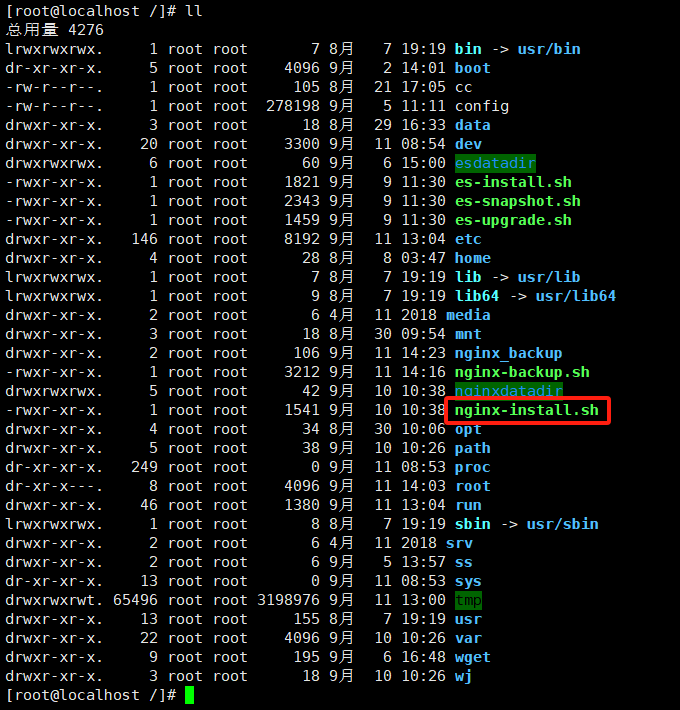 [root@localhost /]# ll
总用量 4276
lrwxrwxrwx.     1 root root       7 8月   7 19:19 bin -> usr/bin
dr-xr-xr-x.     5 root root    4096 9月   2 14:01 boot
-rw-r--r--.     1 root root     105 8月  21 17:05 cc
-rw-r--r--.     1 root root  278198 9月   5 11:11 config
drwxr-xr-x.     3 root root      18 8月  29 16:33 data
drwxr-xr-x.    20 root root    3300 9月  11 08:54 dev
drwxrwxrwx.     6 root root      60 9月   6 15:00 esdatadir
-rwxr-xr-x.     1 root root    1821 9月   9 11:30 es-install.sh
-rwxr-xr-x.     1 root root    2343 9月   9 11:30 es-snapshot.sh
-rwxr-xr-x.     1 root root    1459 9月   9 11:30 es-upgrade.sh
drwxr-xr-x.   146 root root    8192 9月  11 13:04 etc
drwxr-xr-x.     4 root root      28 8月   8 03:47 home
lrwxrwxrwx.     1 root root       7 8月   7 19:19 lib -> usr/lib
lrwxrwxrwx.     1 root root       9 8月   7 19:19 lib64 -> usr/lib64
drwxr-xr-x.     2 root root       6 4月  11 2018 media
drwxr-xr-x.     3 root root      18 8月  30 09:54 mnt
drwxr-xr-x.     2 root root     106 9月  11 14:23 nginx_backup
-rwxr-xr-x.     1 root root    3212 9月  11 14:16 nginx-backup.sh
drwxrwxrwx.     5 root root      42 9月  10 10:38 nginxdatadir
-rwxr-xr-x.     1 root root    1541 9月  10 10:38 nginx-install.sh
drwxr-xr-x.     4 root root      34 8月  30 10:06 opt
drwxr-xr-x.     5 root root      38 9月  10 10:26 path
dr-xr-xr-x.   249 root root       0 9月  11 08:53 proc
dr-xr-x---.     8 root root    4096 9月  11 14:03 root
drwxr-xr-x.    46 root root    1380 9月  11 13:04 run
lrwxrwxrwx.     1 root root       8 8月   7 19:19 sbin -> usr/sbin
drwxr-xr-x.     2 root root       6 4月  11 2018 srv
drwxr-xr-x.     2 root root       6 9月   5 13:57 ss
dr-xr-xr-x.    13 root root       0 9月  11 08:53 sys
drwxrwxrwt. 65496 root root 3198976 9月  11 13:00 tmp
drwxr-xr-x.    13 root root     155 8月   7 19:19 usr
drwxr-xr-x.    22 root root    4096 9月  10 10:26 var
drwxr-xr-x.     9 root root     195 9月   6 16:48 wget
drwxr-xr-x.     3 root root      18 9月  10 10:26 wj
[root@localhost /]#